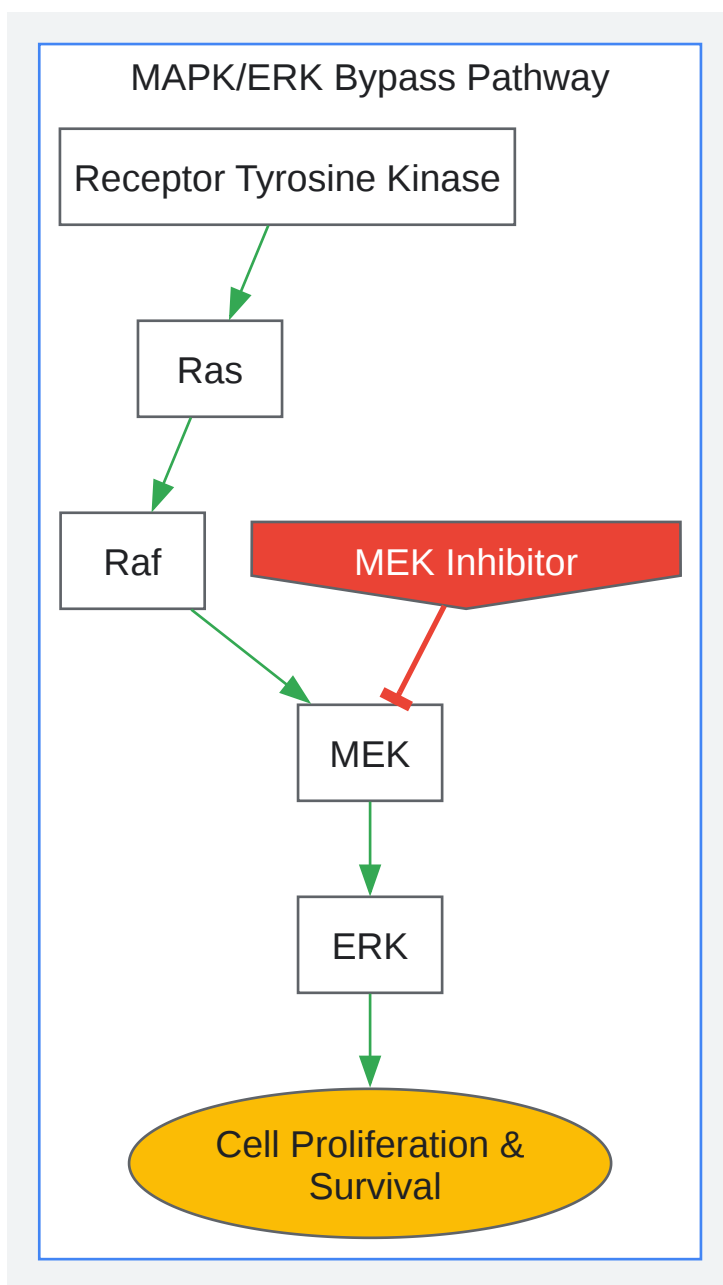 MAPK/ERK Bypass Pathway
Receptor Tyrosine Kinase
Ras
Raf
MEK Inhibitor
MEK
ERK
Cell Proliferation &
Survival